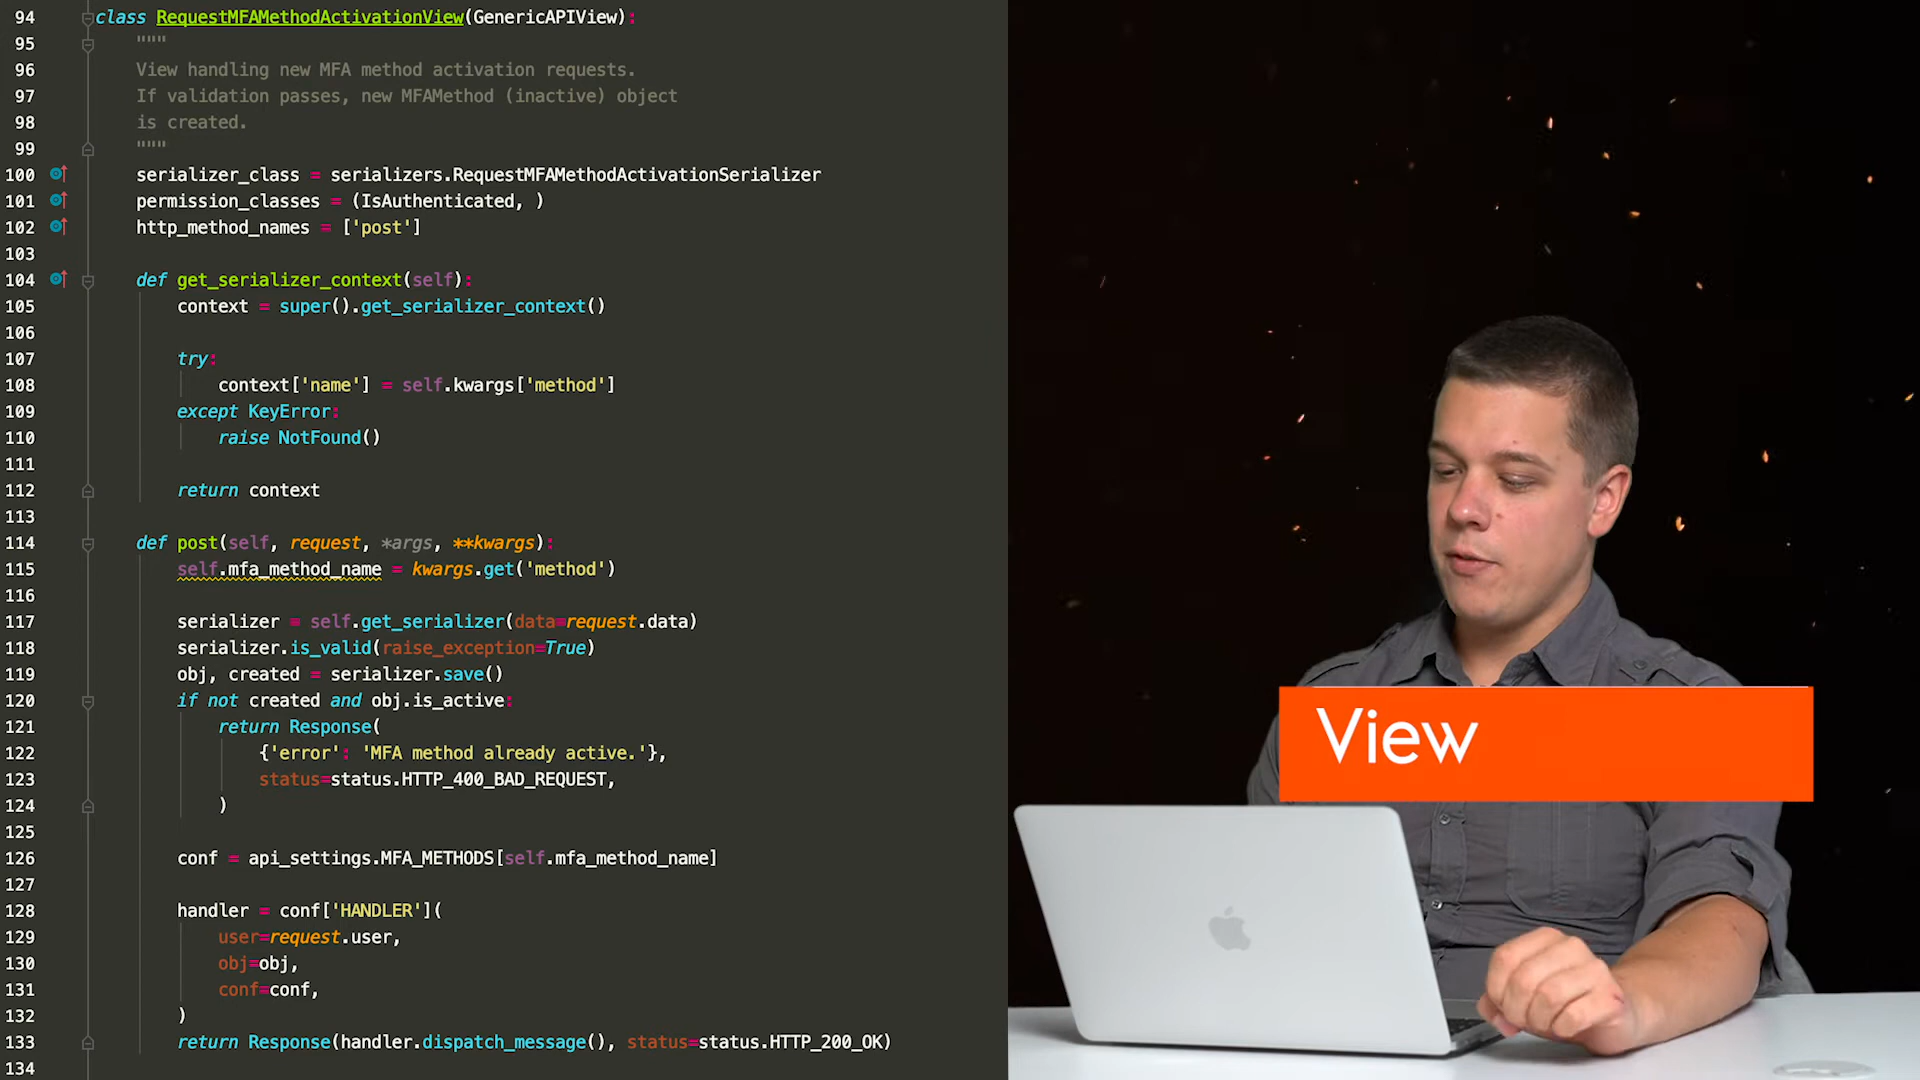 94 class RequestMFAMethodActivationView(GenericAPIView):
95 """
96 View handling new MFA method activation requests.
97 If validation passes, new MFAMethod (inactive) object
98 is created.
99 """
100 serializer_class = serializers.RequestMFAMethodActivationSerializer
101 permission_classes = (IsAuthenticated, )
102 http_method_names = ['post']
103
104 def get_serializer_context(self):
105 context = super().get_serializer_context()
106
107 try:
108 context['name'] = self.kwargs['method']
109 except KeyError:
110 raise NotFound()
111
112 return context
113
114 def post(self, request, *args, **kwargs):
115 self.mfa_method_name = kwargs.get('method')
116
117 serializer = self.get_serializer(data=request.data)
118 serializer.is_valid(raise_exception=True)
119 obj, created = serializer.save()
120 if not created and obj.is_active:
121 return Response(
122 {'error': 'MFA method already active.'},
123 status=status.HTTP_400_BAD_REQUEST,
124 )
125
126 conf = api_settings.MFA_METHODS[self.mfa_method_name]
127
128 handler = conf['HANDLER'](
129 user=request.user,
130 obj=obj,
131 conf=conf,
132 )
133 return Response(handler.dispatch_message(), status=status.HTTP_200_OK)
134
View